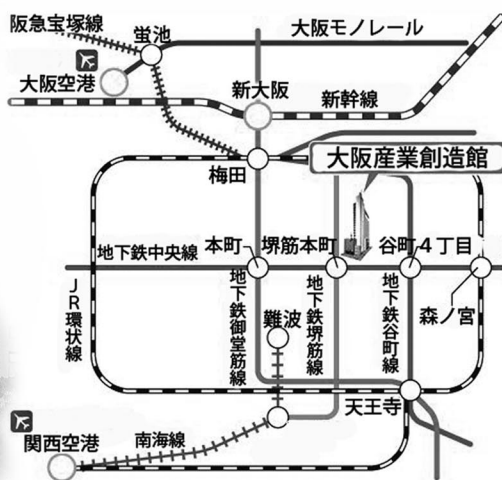 阪急宝塚線
蛍池
大阪モノレール
大阪空港
新大阪
新幹線
梅田
大阪産業創造館
地下鉄中央線
本町
堺筋本町
谷町4丁目
森ノ宮
JR環状線
地下鉄御堂筋線
地下鉄堺筋線
地下鉄谷町線
難波
天王寺
関西空港
南海線